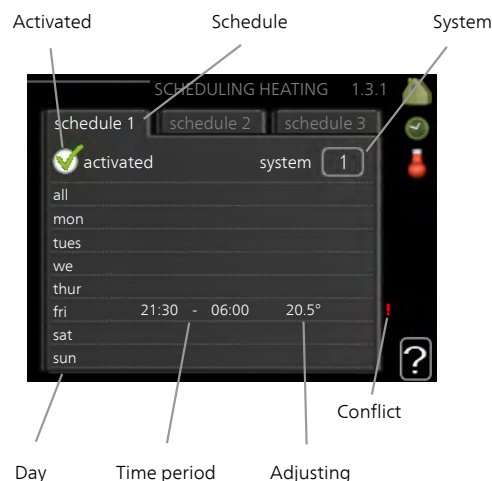 Activated Schedule System
SCHEDULING HEATING 1.3.1
schedule 1 schedule 2 schedule 3
activated system 1
all
mon
tues
we
thur
fri 21:30 - 06:00 20.5° !
sat
sun
?
Conflict
Day Time period Adjusting